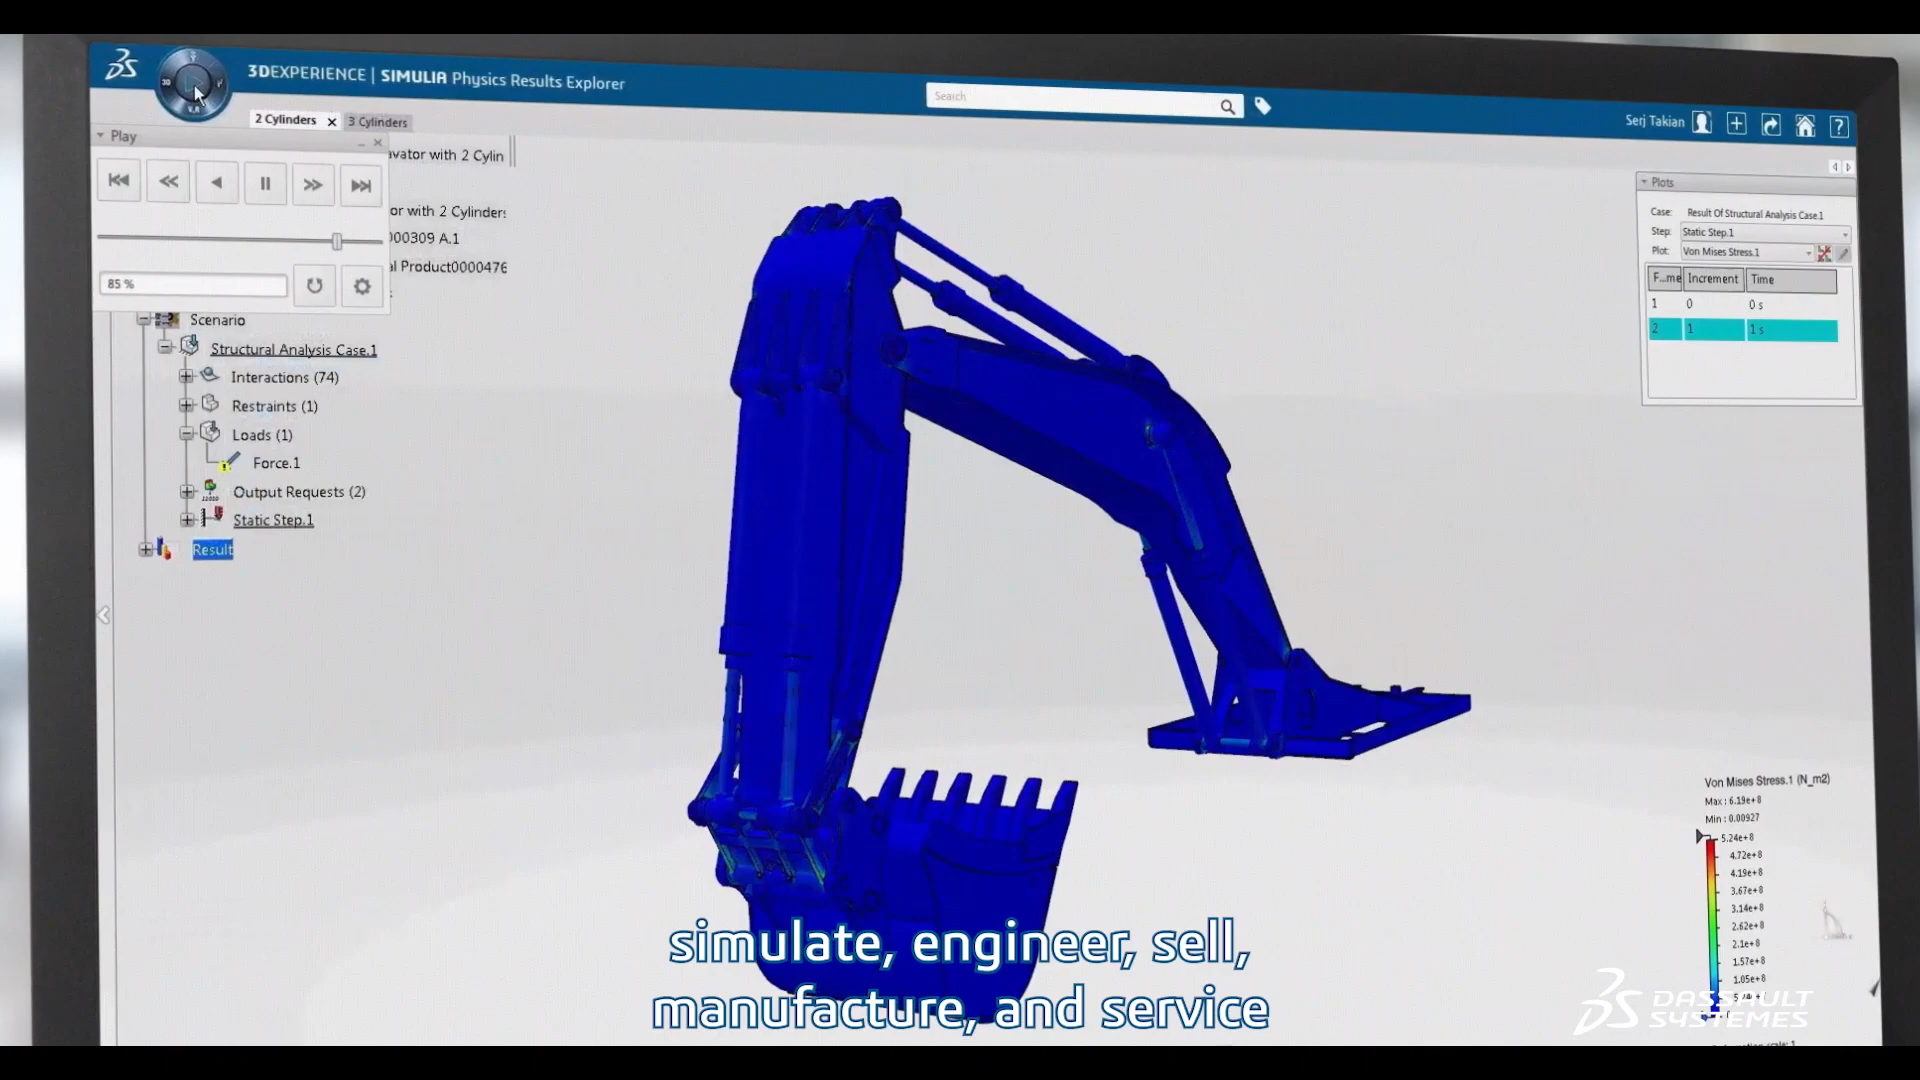 3DEXPERIENCE | SIMULIA Physics Results Explorer
Search
Serj Takian
2 Cylinders
3 Cylinders
Play
85 %
vator with 2 Cylin
or with 2 Cylinders
00309 A.1
al Product0000476
Scenario
Structural Analysis Case.1
Interactions (74)
Restraints (1)
Loads (1)
Force.1
Output Requests (2)
Static Step.1
Result
Plots
Case: Result Of Structural Analysis Case.1
Step: Static Step.1
Plot: Von Mises Stress.1
F...me Increment Time
1 0 0 s
2 1 1 s
Von Mises Stress.1 (N_m2)
Max : 6.19e+8
Min : 0.00927
5.24e+8
4.72e+8
4.19e+8
3.67e+8
3.14e+8
2.62e+8
2.1e+8
1.57e+8
1.05e+8
0
simulate, engineer, sell,
manufacture, and service
DASSAULT
SYSTEMES